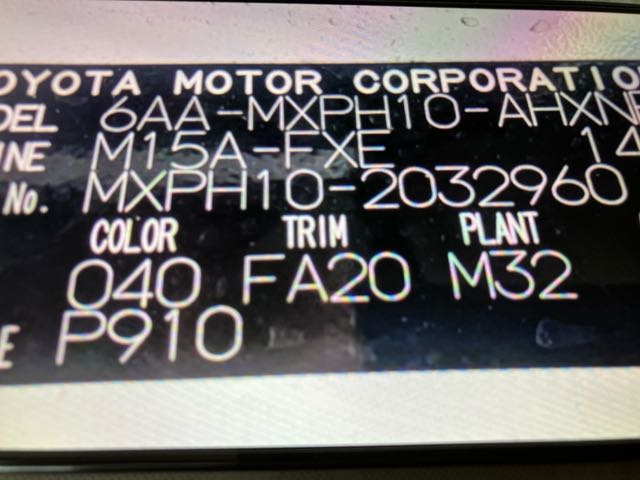 OYOTA MOTOR CORPORATIO
DEL 6AA-MXPH10-AHXN
INE M15A-FXE 14
No. MXPH10-2032960
COLOR TRIM PLANT
040 FA20 M32
E P910